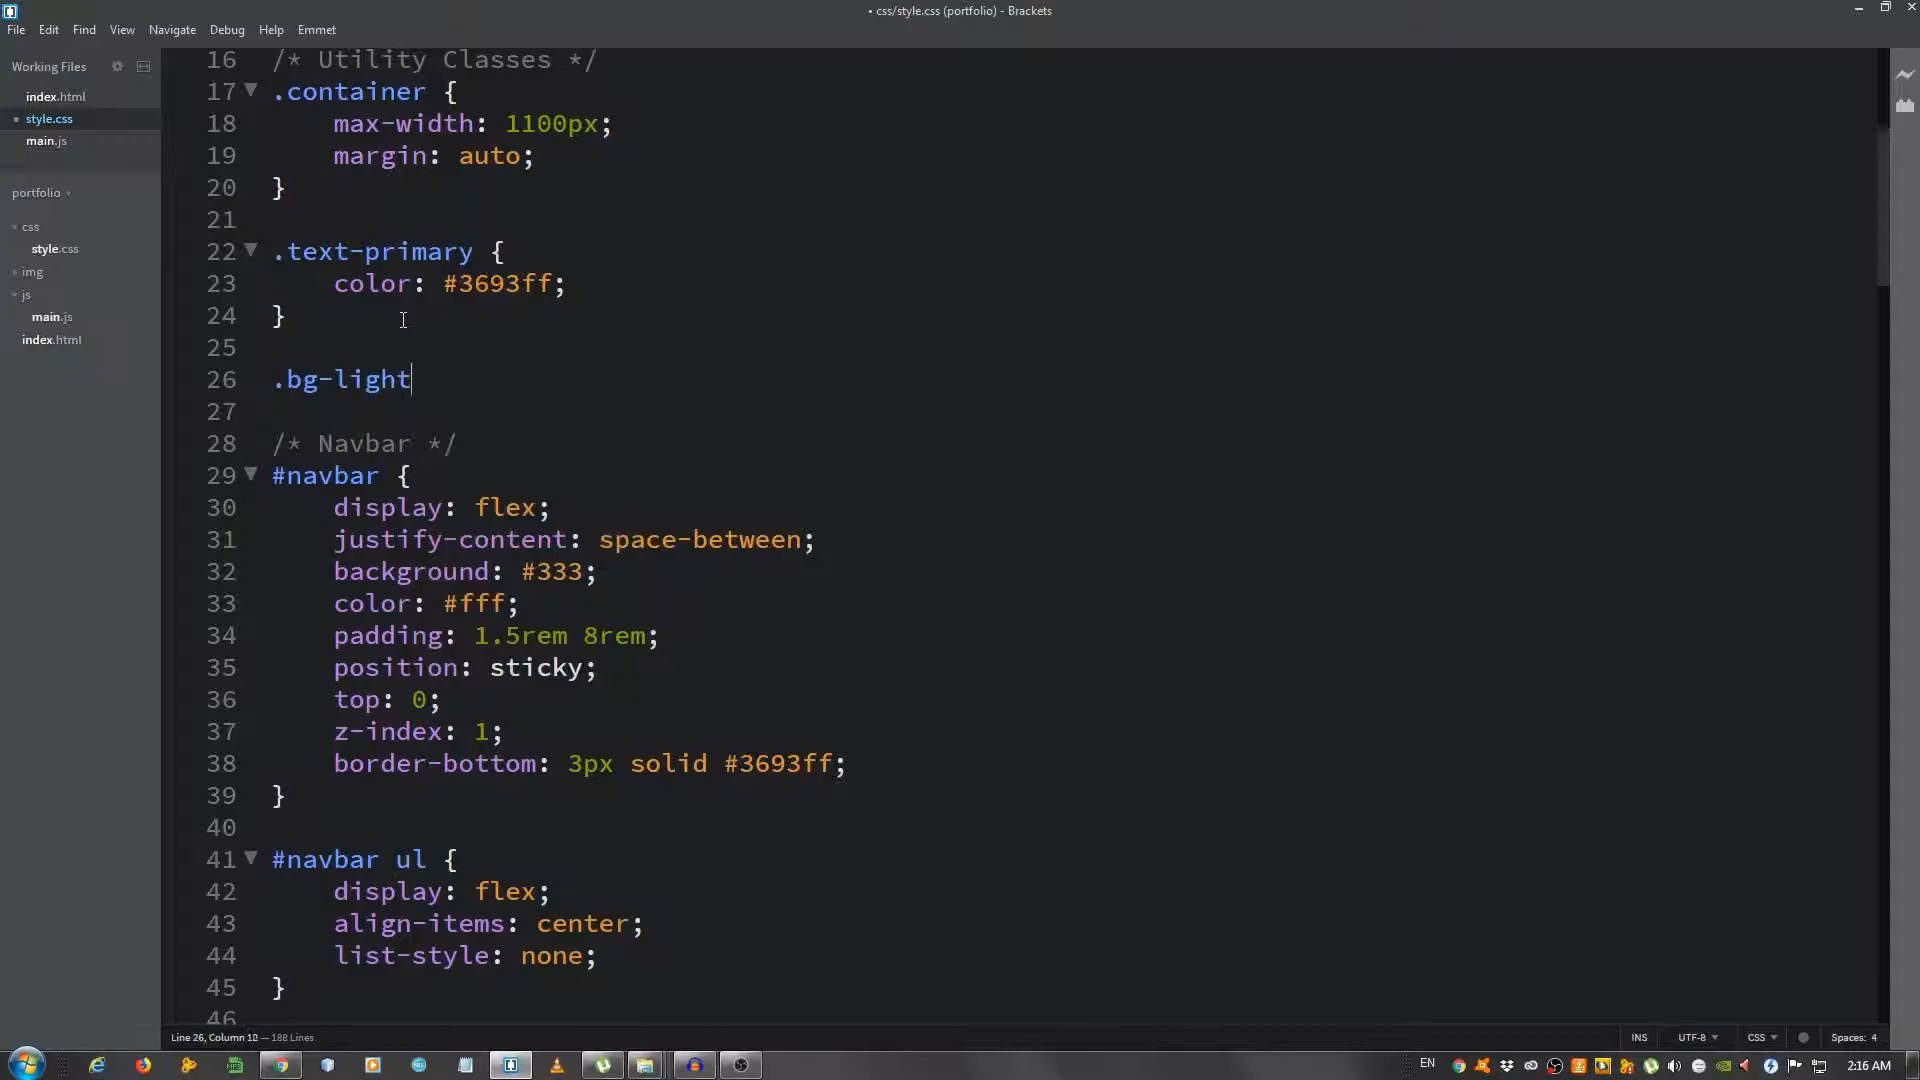 css/style.css (portfolio) - Brackets
File Edit Find View Navigate Debug Help Emmet
Working Files
index.html
style.css
main.js
portfolio
css
style.css
img
js
main.js
index.html
16 /* Utility Classes */
17 .container {
18 max-width: 1100px;
19 margin: auto;
20 }
21
22 .text-primary {
23 color: #3693ff;
24 }
25
26 .bg-light
27
28 /* Navbar */
29 #navbar {
30 display: flex;
31 justify-content: space-between;
32 background: #333;
33 color: #fff;
34 padding: 1.5rem 8rem;
35 position: sticky;
36 top: 0;
37 z-index: 1;
38 border-bottom: 3px solid #3693ff;
39 }
40
41 #navbar ul {
42 display: flex;
43 align-items: center;
44 list-style: none;
45 }
46
Line 26, Column 10 — 188 Lines
INS UTF-8 CSS Spaces: 4
EN 2:16 AM